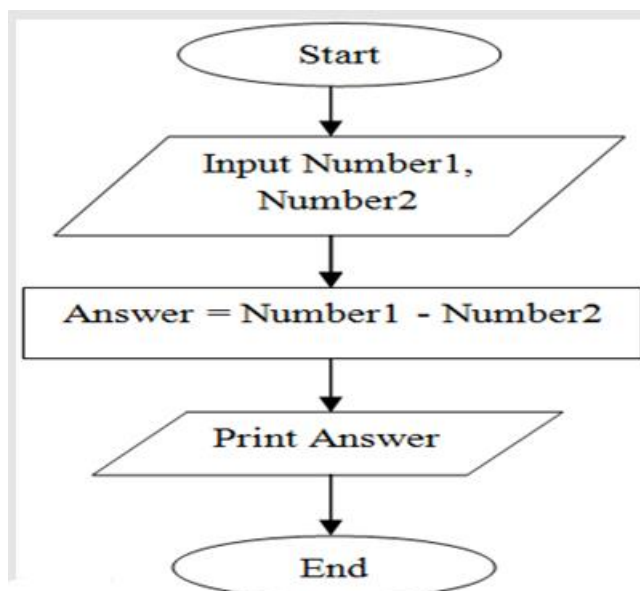 Start
Input Number1,
Number2
Answer = Number1 - Number2
Print Answer
End